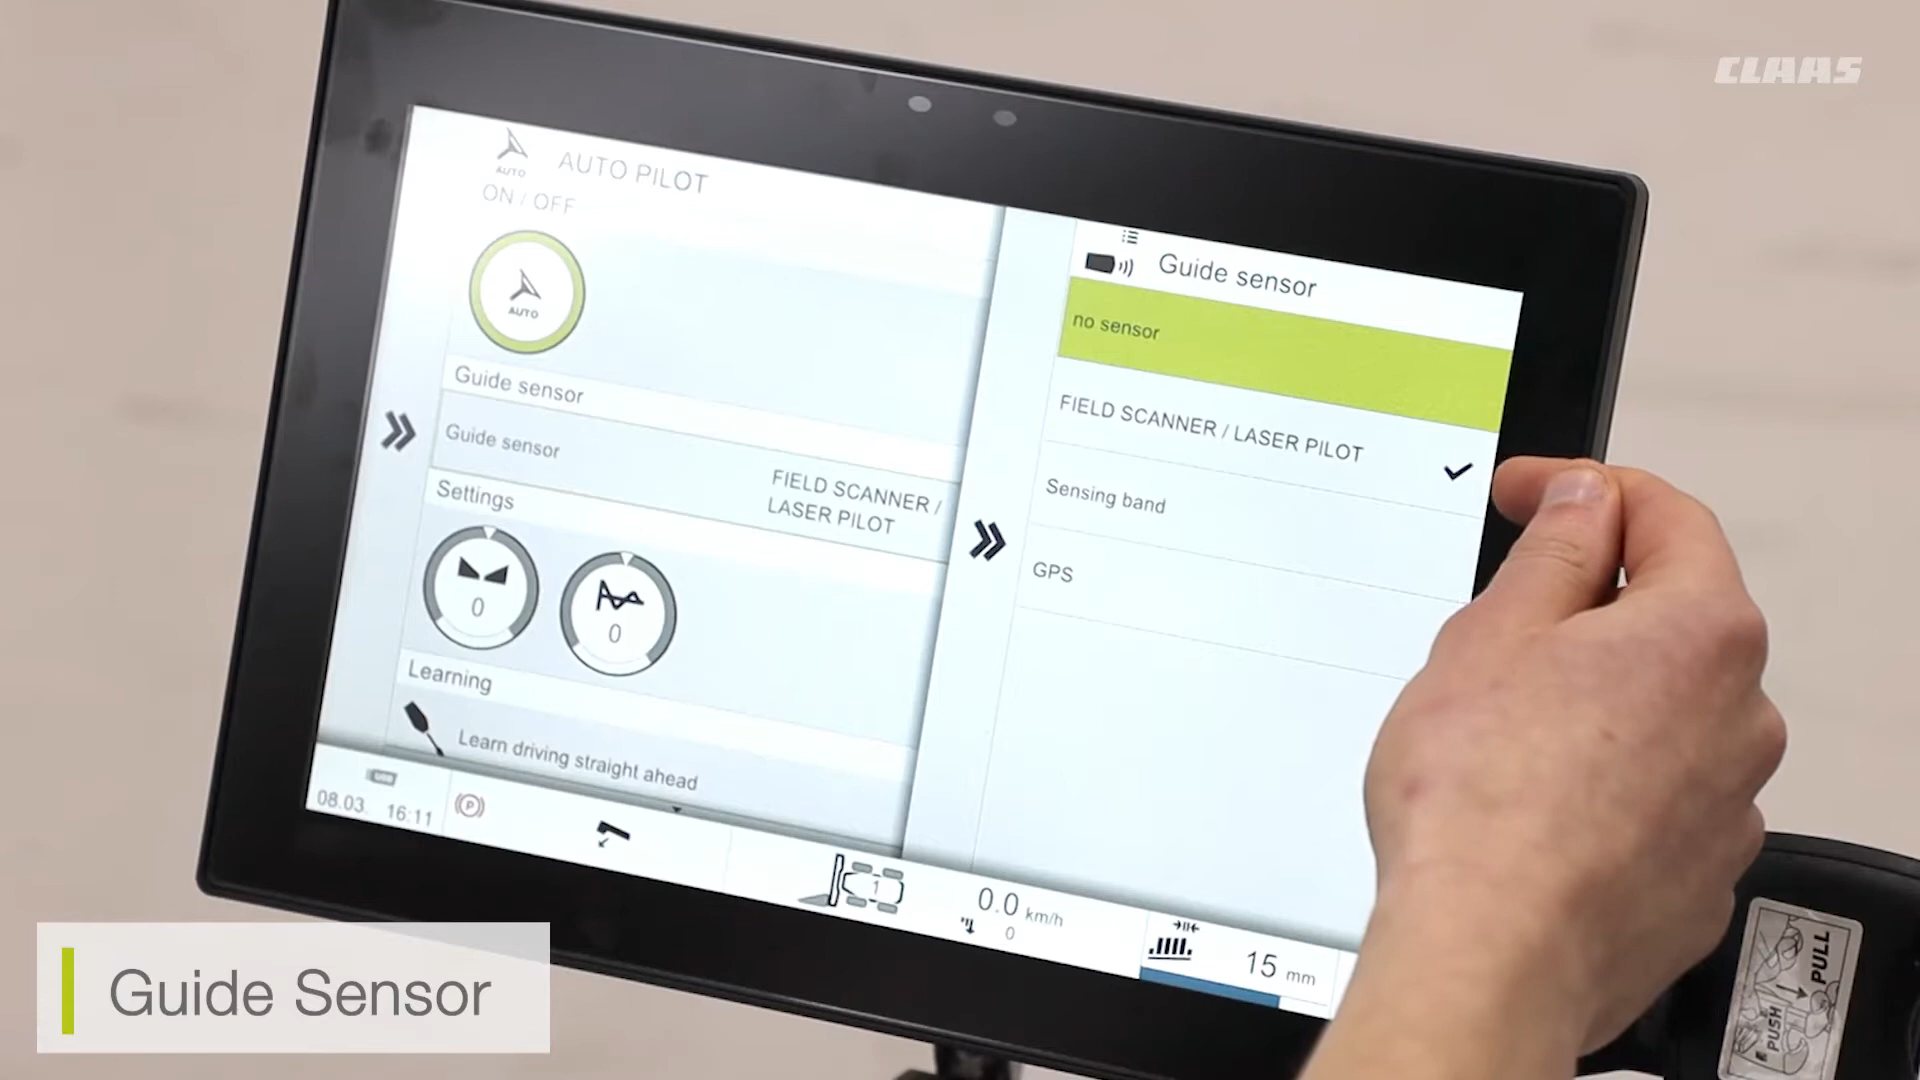 CLAAS
AUTO
AUTO PILOT
ON / OFF
AUTO
Guide sensor
Guide sensor
FIELD SCANNER /
LASER PILOT
Settings
0
0
Learning
Learn driving straight ahead
Guide sensor
no sensor
FIELD SCANNER / LASER PILOT
Sensing band
GPS
08.03. 16:11
P
1
0.0 km/h
0
15 mm
PUSH
PULL
Guide Sensor